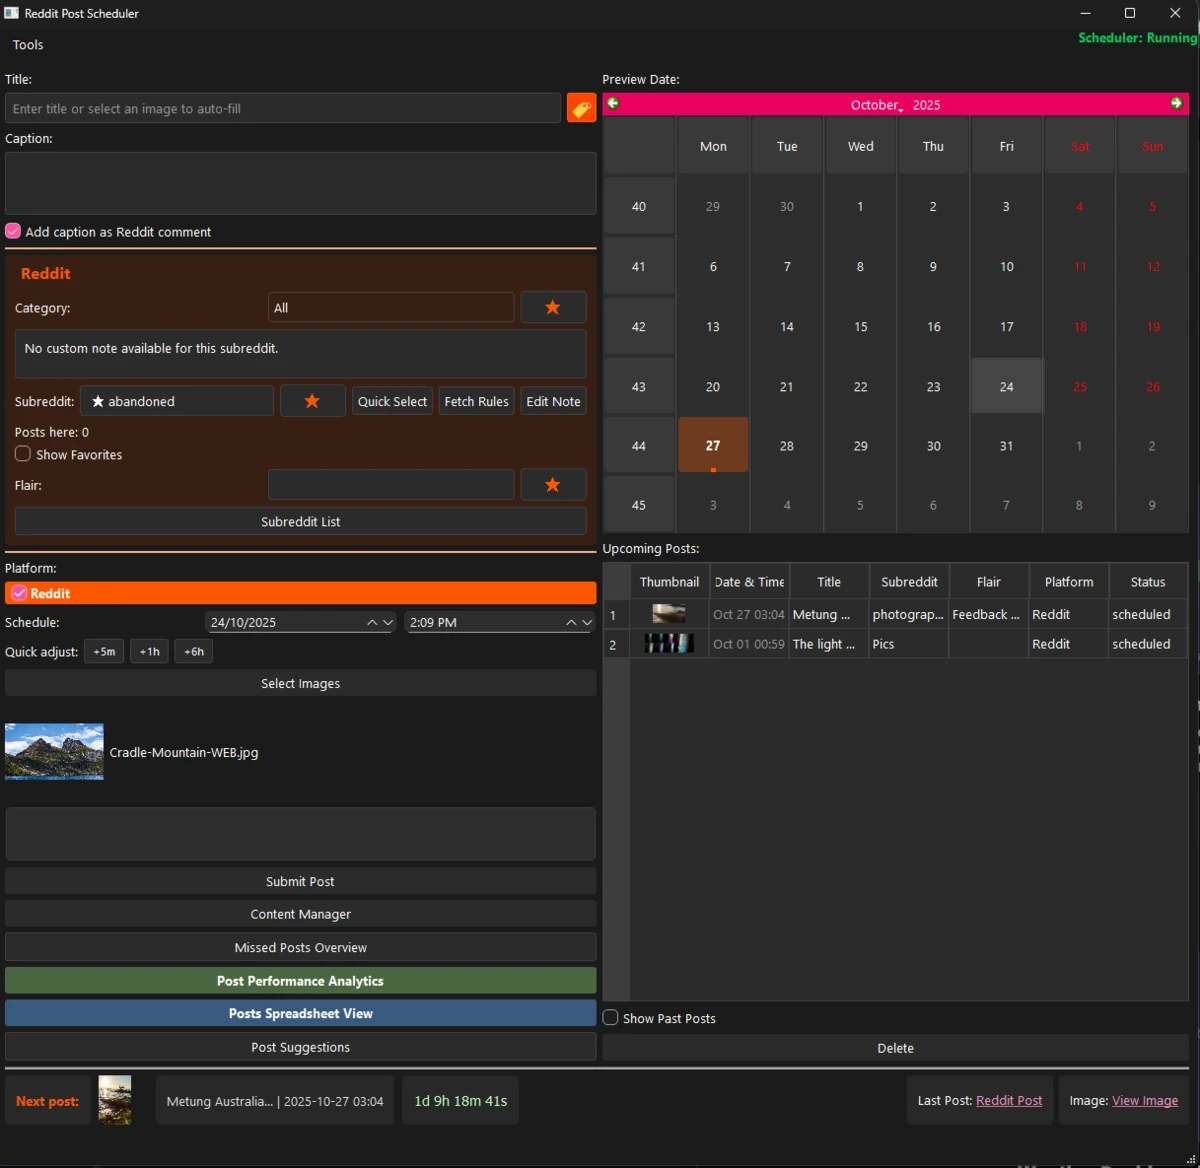 Reddit Post Scheduler
Tools
Scheduler: Running
Title:
Enter title or select an image to auto-fill
Caption:
Add caption as Reddit comment
Reddit
Category:
All
No custom note available for this subreddit.
Subreddit:
abandoned
Quick Select
Fetch Rules
Edit Note
Posts here: 0
Show Favorites
Flair:
Subreddit List
Platform:
Reddit
Schedule:
24/10/2025
2:09 PM
Quick adjust:
+5m
+1h
+6h
Select Images
Cradle-Mountain-WEB.jpg
Submit Post
Content Manager
Missed Posts Overview
Post Performance Analytics
Posts Spreadsheet View
Post Suggestions
Preview Date:
October 2025
Mon Tue Wed Thu Fri Sat Sun
40 29 30 1 2 3 4 5
41 6 7 8 9 10 11 12
42 13 14 15 16 17 18 19
43 20 21 22 23 24 25 26
44 27 28 29 30 31 1 2
45 3 4 5 6 7 8 9
Upcoming Posts:
Thumbnail Date & Time Title Subreddit Flair Platform Status
1 Oct 27 03:04 Metung ... photograp... Feedback ... Reddit scheduled
2 Oct 01 00:59 The light ... Pics Reddit scheduled
Show Past Posts
Delete
Next post:
Metung Australia... | 2025-10-27 03:04
1d 9h 18m 41s
Last Post: Reddit Post
Image: View Image